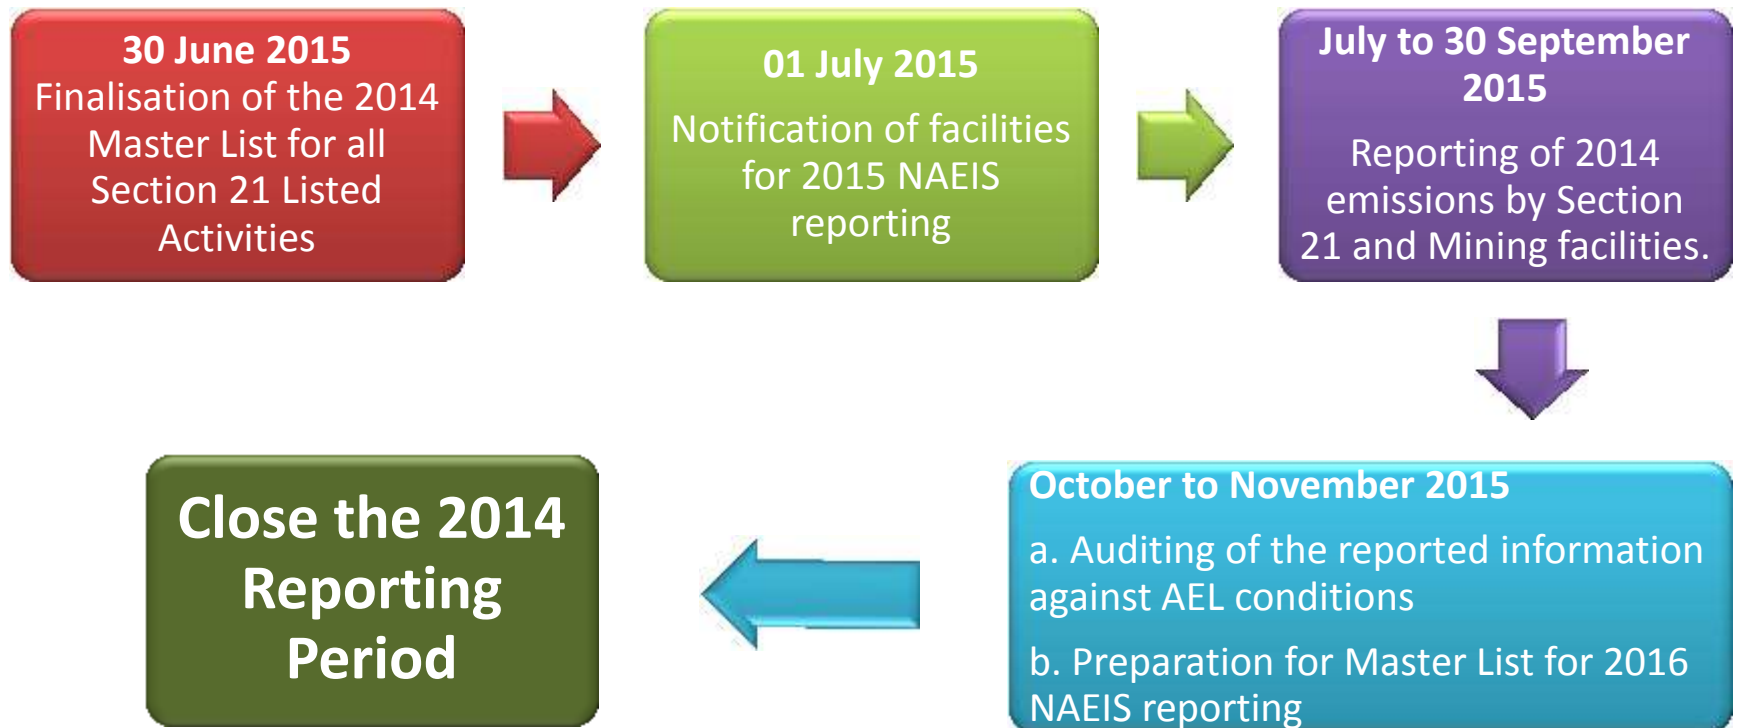 30 June 2015
Finalisation of the 2014
Master List for all
Section 21 Listed
Activities
01 July 2015
Notification of facilities
for 2015 NAEIS
reporting
July to 30 September
2015
Reporting of 2014
emissions by Section
21 and Mining facilities.
October to November 2015
a. Auditing of the reported information
against AEL conditions
b. Preparation for Master List for 2016
NAEIS reporting
Close the 2014
Reporting
Period